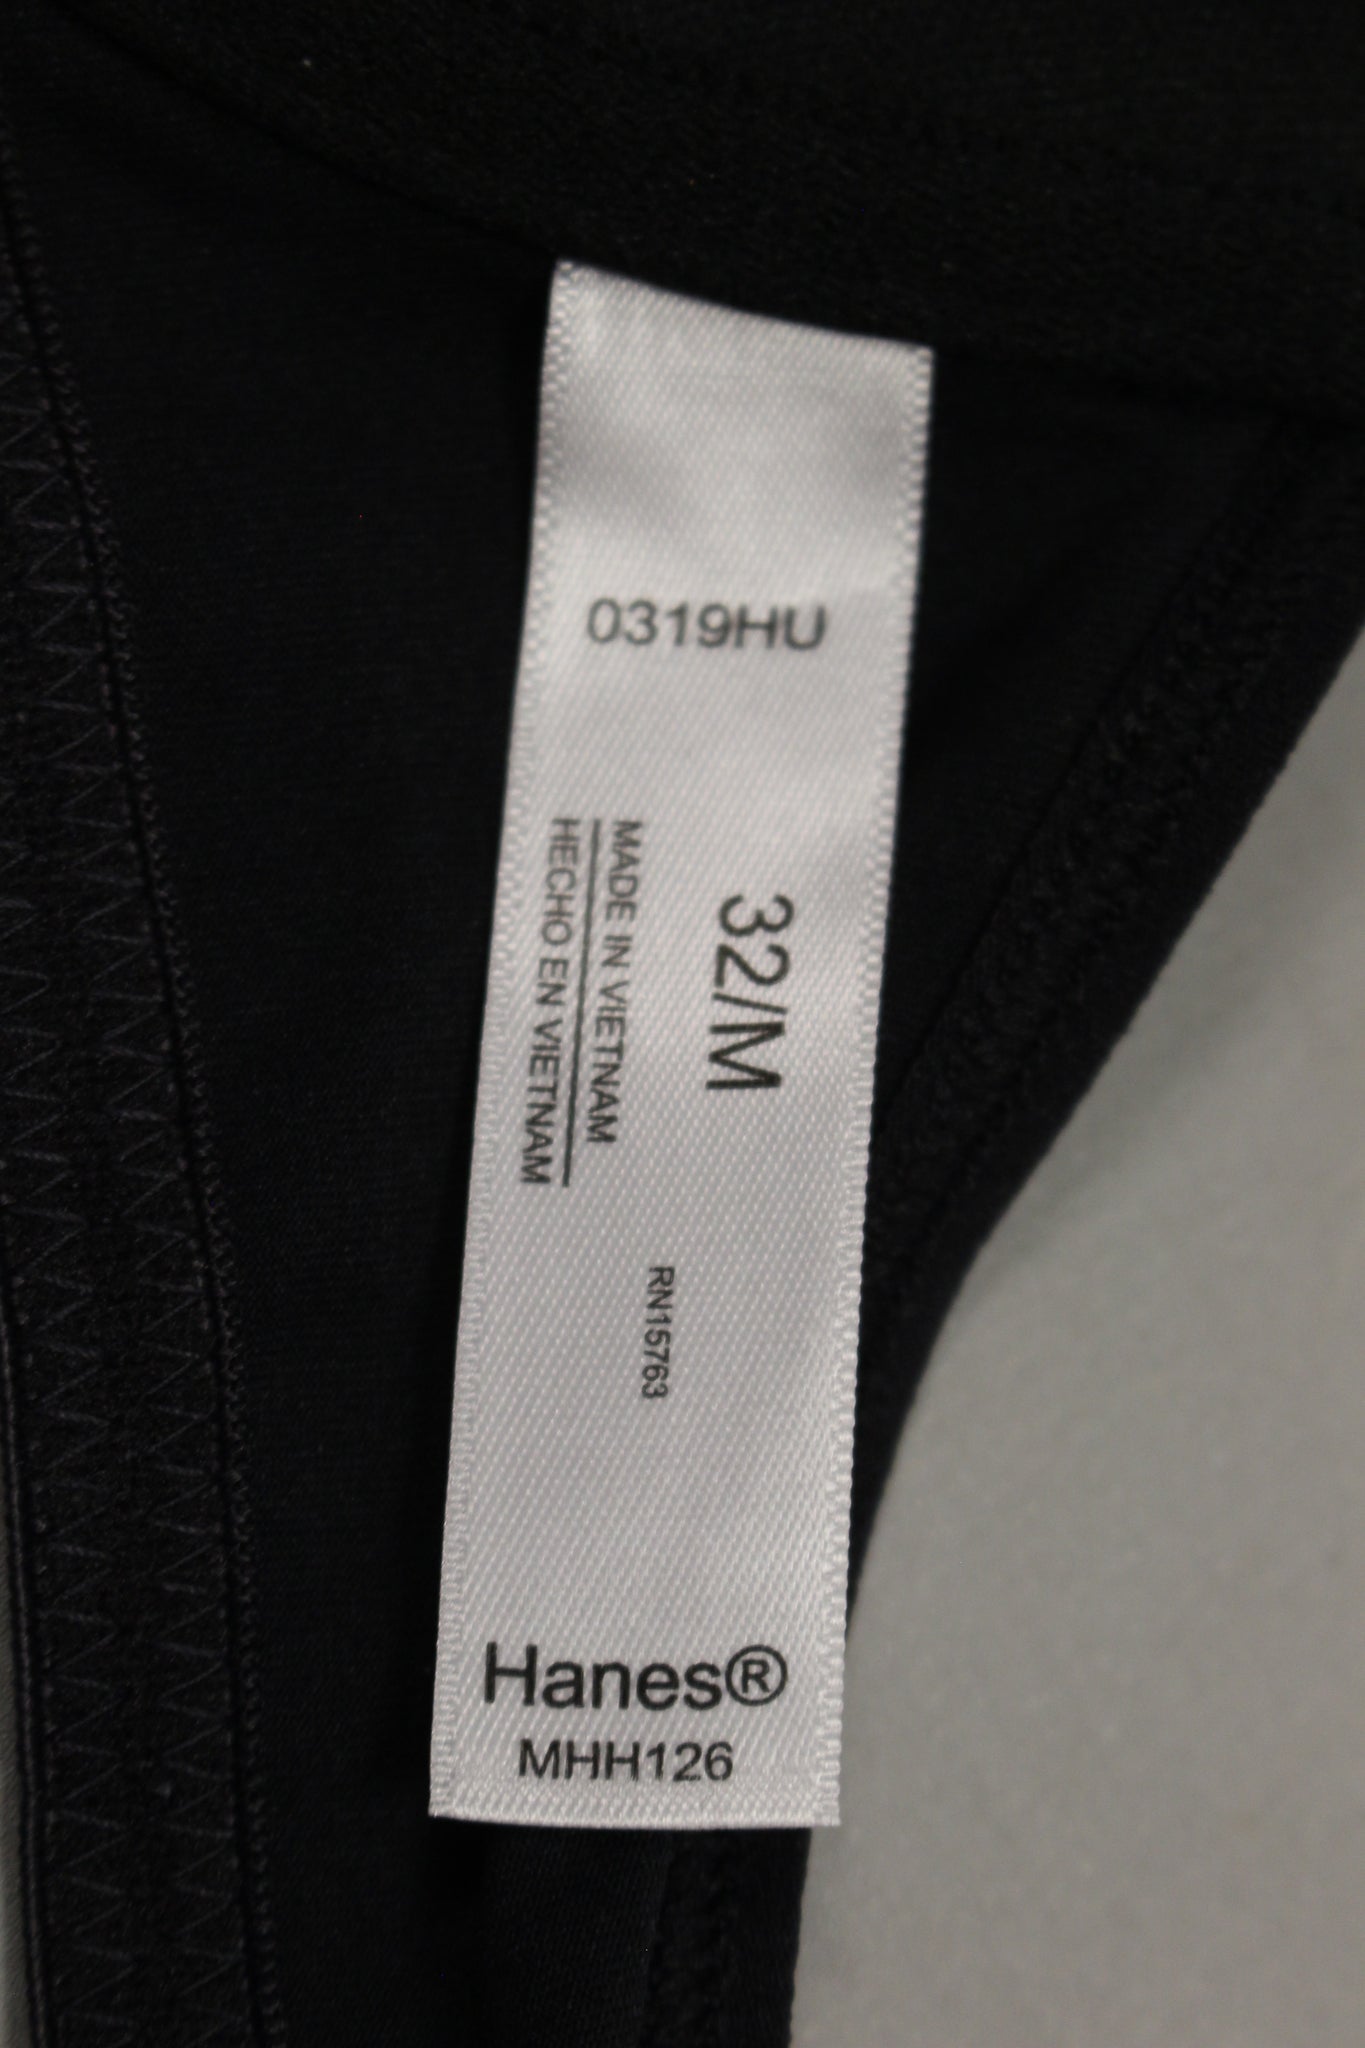 0319HU
32/M
MADE IN VIETNAM
HECHO EN VIETNAM
RN15763
Hanes®
MHH126